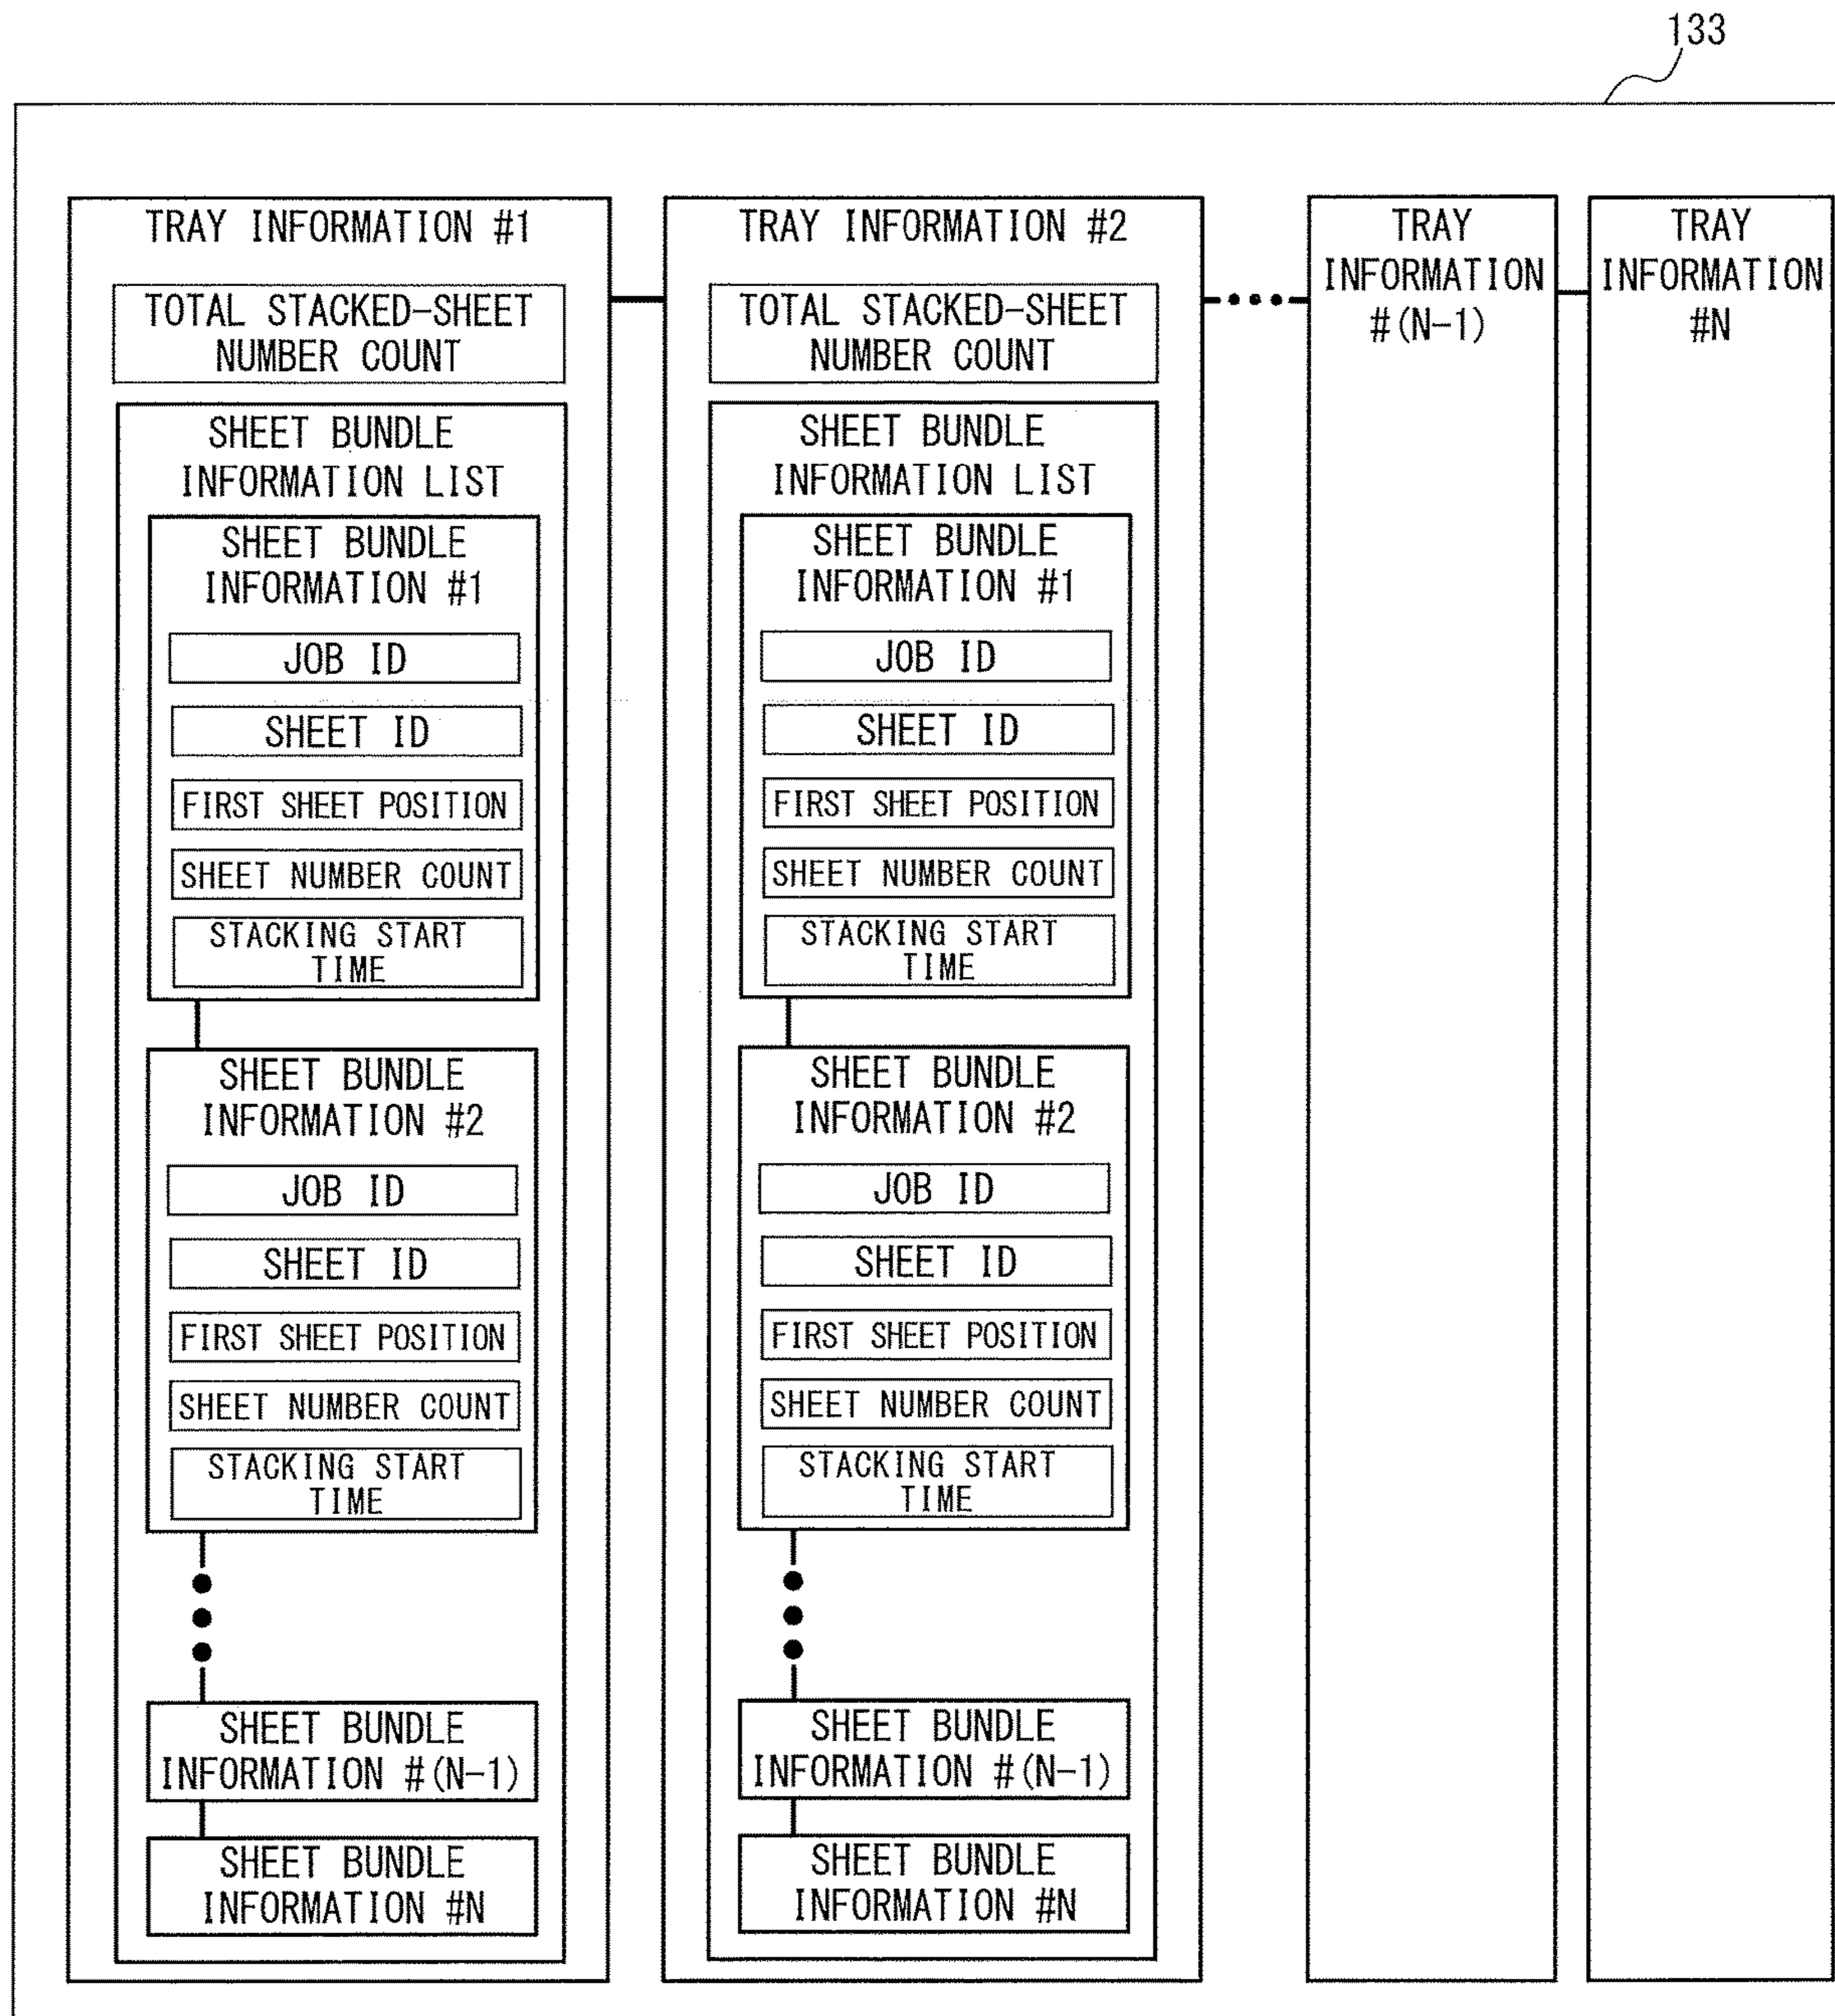 133
TRAY INFORMATION #1
TOTAL STACKED-SHEET
NUMBER COUNT
SHEET BUNDLE
INFORMATION LIST
SHEET BUNDLE
INFORMATION #1
JOB ID
SHEET ID
FIRST SHEET POSITION
SHEET NUMBER COUNT
STACKING START
TIME
SHEET BUNDLE
INFORMATION #2
JOB ID
SHEET ID
FIRST SHEET POSITION
SHEET NUMBER COUNT
STACKING START
TIME
SHEET BUNDLE
INFORMATION #(N-1)
SHEET BUNDLE
INFORMATION #N
TRAY INFORMATION #2
TOTAL STACKED-SHEET
NUMBER COUNT
SHEET BUNDLE
INFORMATION LIST
SHEET BUNDLE
INFORMATION #1
JOB ID
SHEET ID
FIRST SHEET POSITION
SHEET NUMBER COUNT
STACKING START
TIME
SHEET BUNDLE
INFORMATION #2
JOB ID
SHEET ID
FIRST SHEET POSITION
SHEET NUMBER COUNT
STACKING START
TIME
SHEET BUNDLE
INFORMATION #(N-1)
SHEET BUNDLE
INFORMATION #N
TRAY
INFORMATION
#(N-1)
TRAY
INFORMATION
#N